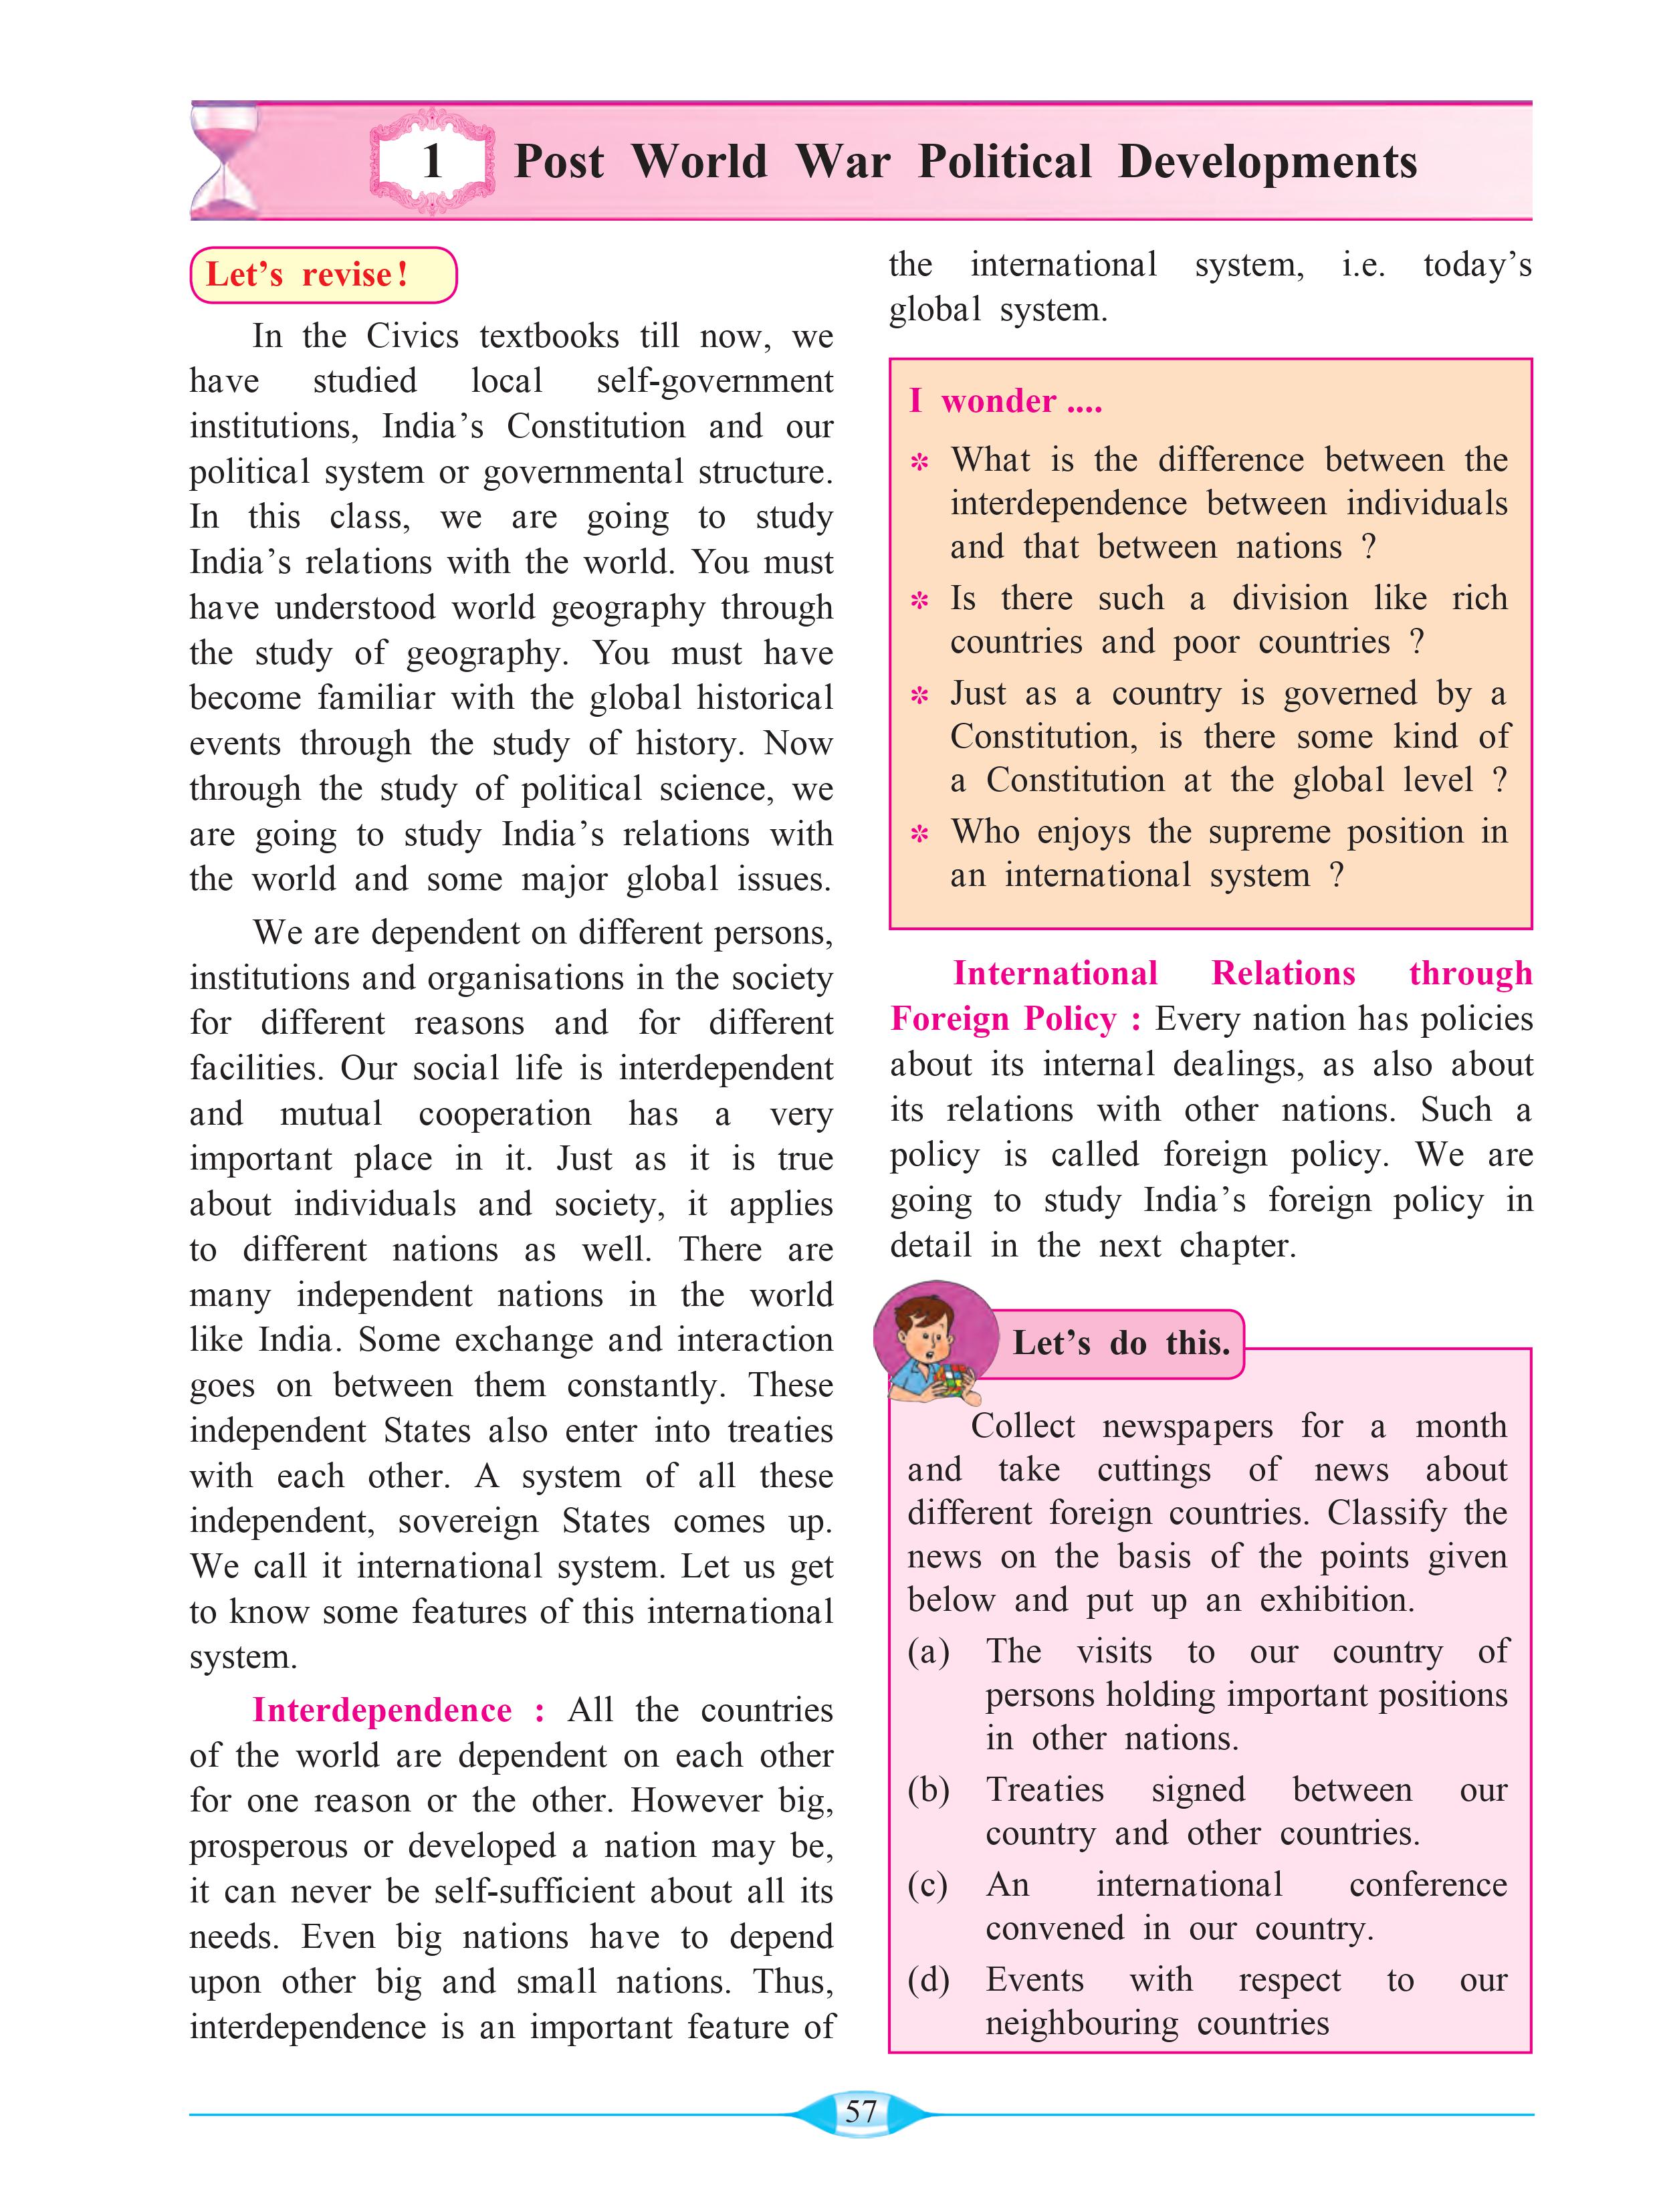 1 Post World War Political Developments
Let's revise!
In the Civics textbooks till now, we
have studied local self-government
institutions, India's Constitution and our
political system or governmental structure.
In this class, we are going to study
India's relations with the world. You must
have understood world geography through
the study of geography. You must have
become familiar with the global historical
events through the study of history. Now
through the study of political science, we
are going to study India's relations with
the world and some major global issues.
We are dependent on different persons,
institutions and organisations in the society
for different reasons and for different
facilities. Our social life is interdependent
and mutual cooperation has a very
important place in it. Just as it is true
about individuals and society, it applies
to different nations as well. There are
many independent nations in the world
like India. Some exchange and interaction
goes on between them constantly. These
independent States also enter into treaties
with each other. A system of all these
independent, sovereign States comes up.
We call it international system. Let us get
to know some features of this international
system.
Interdependence : All the countries
of the world are dependent on each other
for one reason or the other. However big,
prosperous or developed a nation may be,
it can never be self-sufficient about all its
needs. Even big nations have to depend
upon other big and small nations. Thus,
interdependence is an important feature of
the international system, i.e. today's
global system.
I wonder ....
* What is the difference between the
interdependence between individuals
and that between nations ?
* Is there such a division like rich
countries and poor countries ?
* Just as a country is governed by a
Constitution, is there some kind of
a Constitution at the global level ?
* Who enjoys the supreme position in
an international system ?
International Relations through
Foreign Policy : Every nation has policies
about its internal dealings, as also about
its relations with other nations. Such a
policy is called foreign policy. We are
going to study India's foreign policy in
detail in the next chapter.
Let's do this.
Collect newspapers for a month
and take cuttings of news about
different foreign countries. Classify the
news on the basis of the points given
below and put up an exhibition.
(a) The visits to our country of
persons holding important positions
in other nations.
(b) Treaties signed between our
country and other countries.
(c) An international conference
convened in our country.
(d) Events with respect to our
neighbouring countries
57